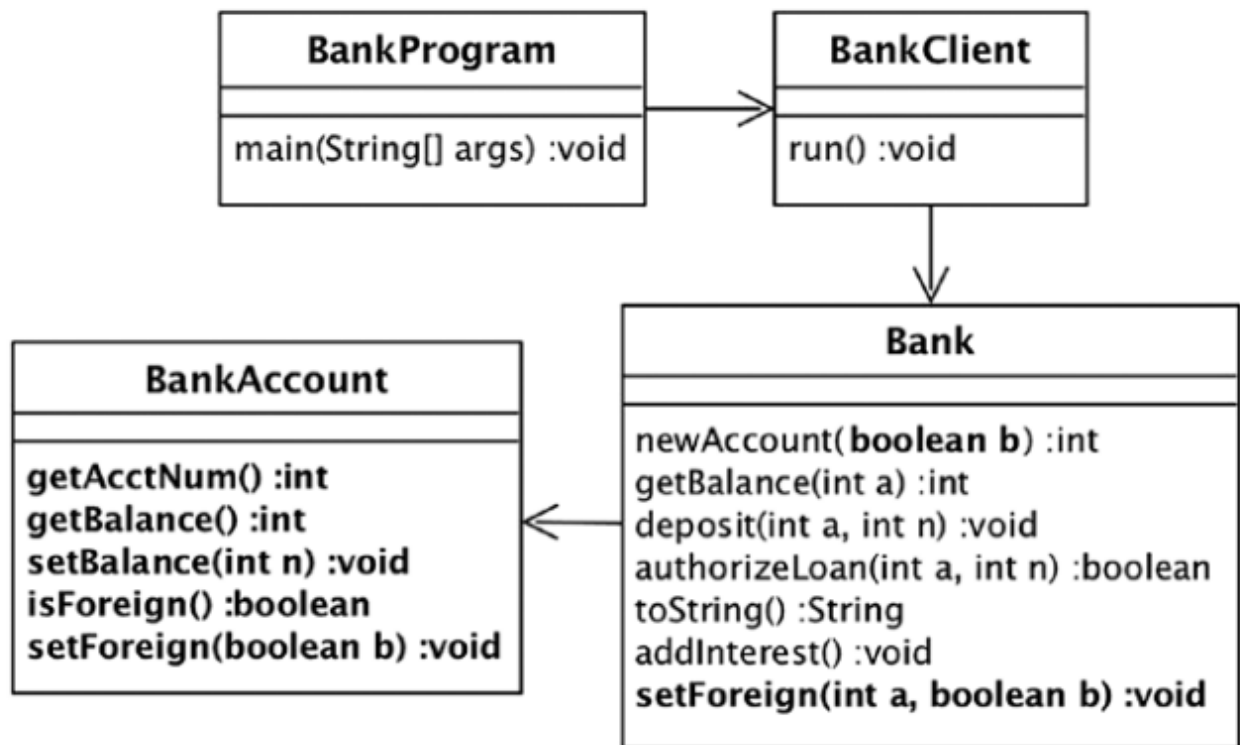 BankProgram
main(String[] args) :void
BankClient
run() :void
BankAccount
getAcctNum() :int
getBalance() :int
setBalance(int n) :void
isForeign() :boolean
setForeign(boolean b) :void
Bank
newAccount(boolean b) :int
getBalance(int a) :int
deposit(int a, int n) :void
authorizeLoan(int a, int n) :boolean
toString() :String
addInterest() :void
setForeign(int a, boolean b) :void